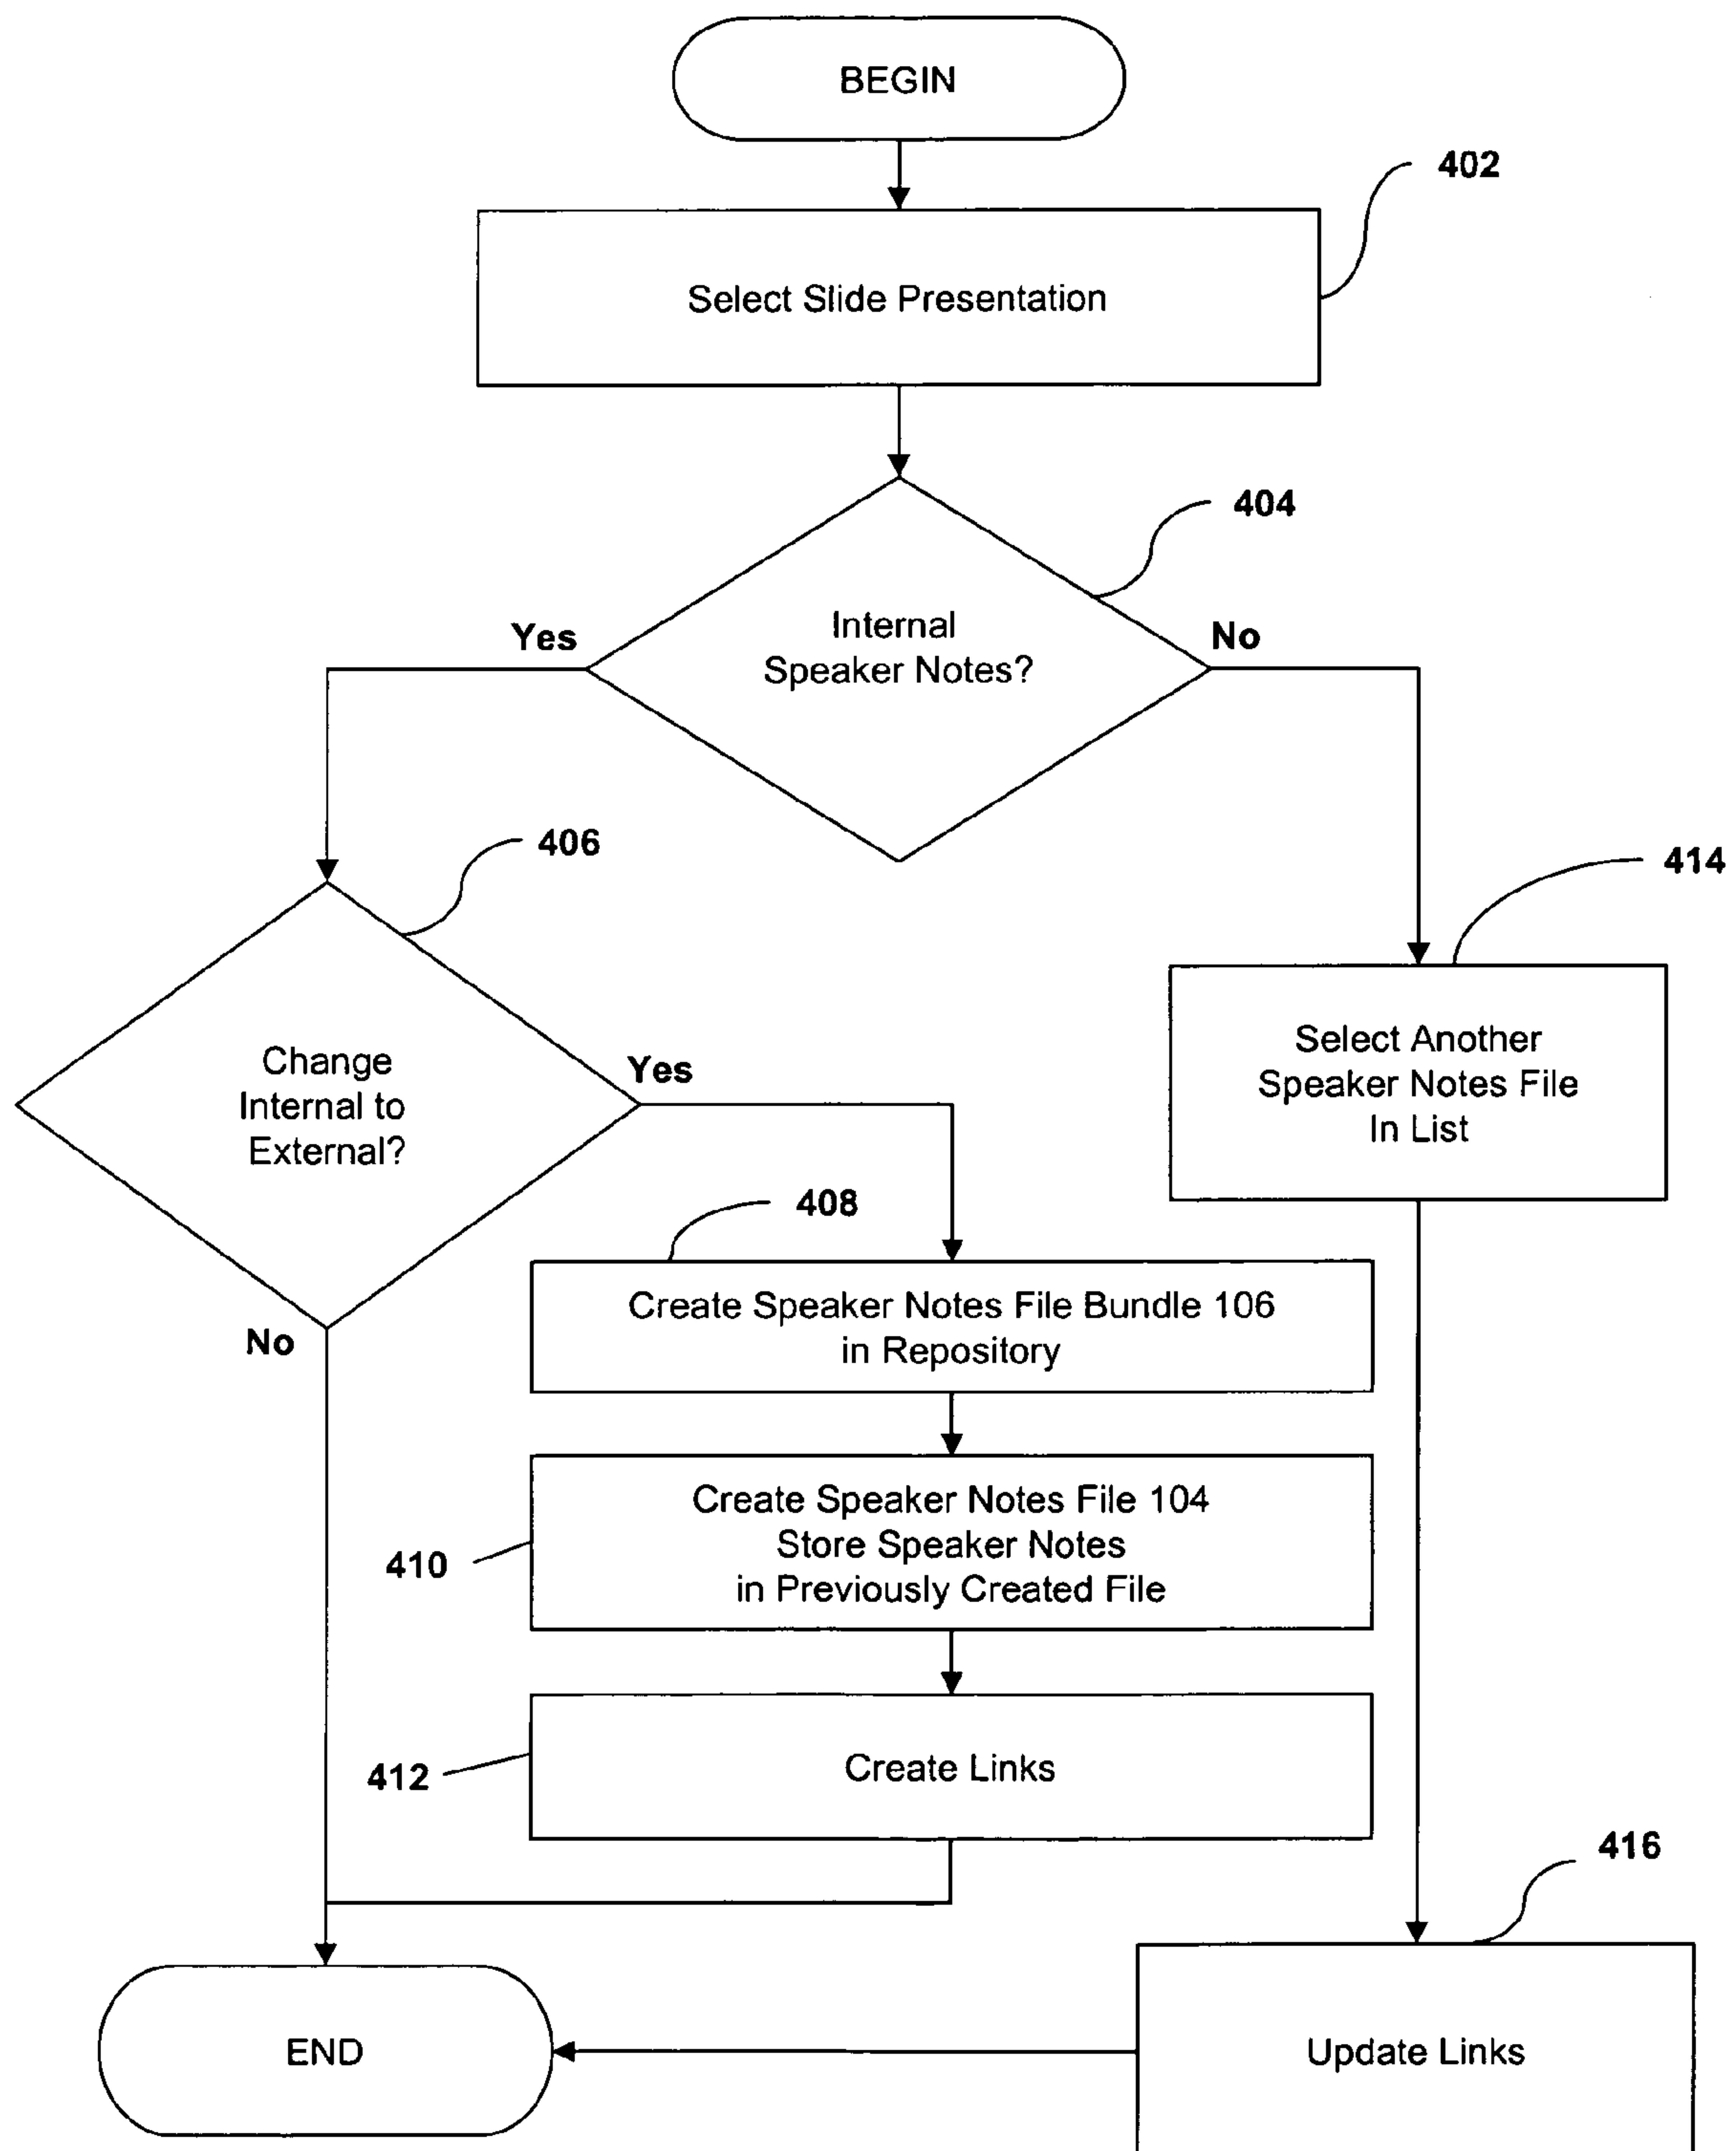 BEGIN
402
Select Slide Presentation
404
Internal
Speaker Notes?
Yes
No
406
414
Change
Internal to
External?
Yes
No
Select Another
Speaker Notes File
In List
408
Create Speaker Notes File Bundle 106
in Repository
410
Create Speaker Notes File 104
Store Speaker Notes
in Previously Created File
412
Create Links
416
END
Update Links